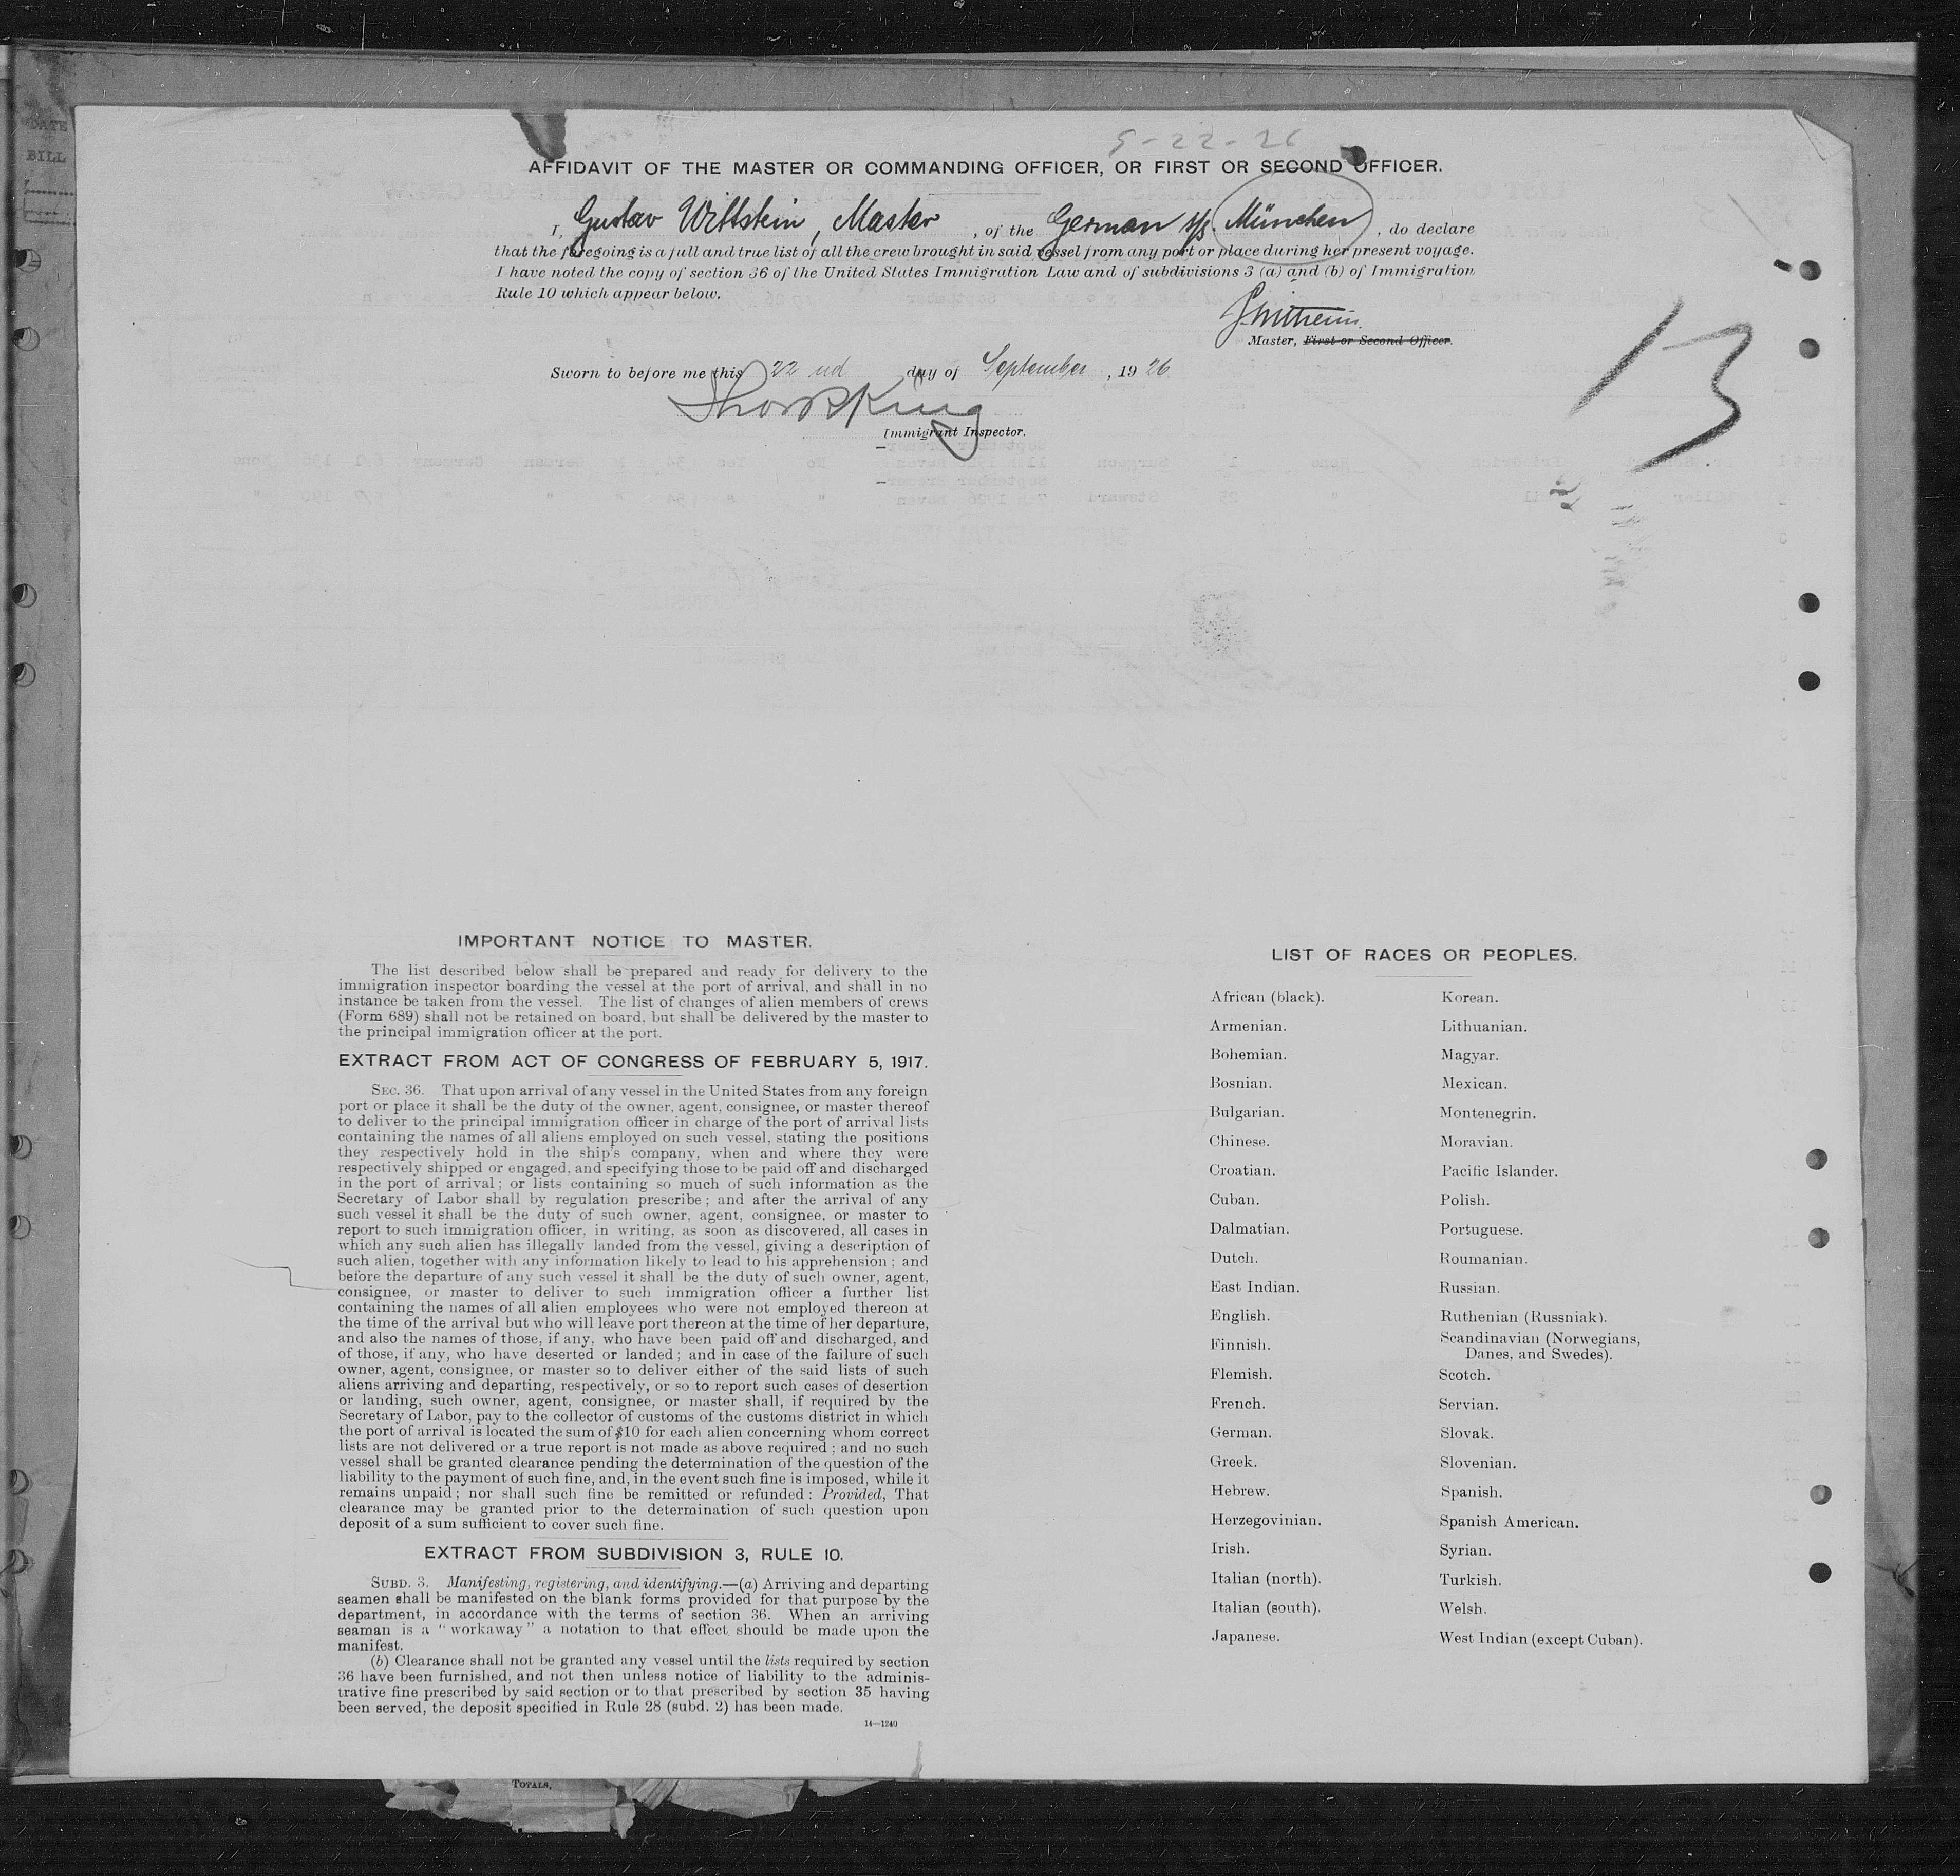 DATE
BILL
9-22-26
AFFIDAVIT OF THE MASTER OR COMMANDING OFFICER, OR FIRST OR SECOND OFFICER.
I, Gustav Wittstein, Master, of the German s/s. München, do declare
that the foregoing is a full and true list of all the crew brought in said vessel from any port or place during her present voyage.
I have noted the copy of section 36 of the United States Immigration Law and of subdivisions 3 (a) and (b) of Immigration
Rule 10 which appear below.
Master, First or Second Officer.
13
Sworn to before me this 22nd day of September, 1926
Immigrant Inspector.
IMPORTANT NOTICE TO MASTER.
The list described below shall be prepared and ready for delivery to the
immigration inspector boarding the vessel at the port of arrival, and shall in no
instance be taken from the vessel. The list of changes of alien members of crews
(Form 689) shall not be retained on board, but shall be delivered by the master to
the principal immigration officer at the port.
EXTRACT FROM ACT OF CONGRESS OF FEBRUARY 5, 1917.
SEC. 36. That upon arrival of any vessel in the United States from any foreign
port or place it shall be the duty of the owner, agent, consignee, or master thereof
to deliver to the principal immigration officer in charge of the port of arrival lists
containing the names of all aliens employed on such vessel, stating the positions
they respectively hold in the ship's company, when and where they were
respectively shipped or engaged, and specifying those to be paid off and discharged
in the port of arrival; or lists containing so much of such information as the
Secretary of Labor shall by regulation prescribe; and after the arrival of any
such vessel it shall be the duty of such owner, agent, consignee, or master to
report to such immigration officer, in writing, as soon as discovered, all cases in
which any such alien has illegally landed from the vessel, giving a description of
such alien, together with any information likely to lead to his apprehension; and
before the departure of any such vessel it shall be the duty of such owner, agent,
consignee, or master to deliver to such immigration officer a further list
containing the names of all alien employees who were not employed thereon at
the time of the arrival but who will leave port thereon at the time of her departure,
and also the names of those, if any, who have been paid off and discharged, and
of those, if any, who have deserted or landed; and in case of the failure of such
owner, agent, consignee, or master so to deliver either of the said lists of such
aliens arriving and departing, respectively, or so to report such cases of desertion
or landing, such owner, agent, consignee, or master shall, if required by the
Secretary of Labor, pay to the collector of customs of the customs district in which
the port of arrival is located the sum of $10 for each alien concerning whom correct
lists are not delivered or a true report is not made as above required; and no such
vessel shall be granted clearance pending the determination of the question of the
liability to the payment of such fine, and, in the event such fine is imposed, while it
remains unpaid; nor shall such fine be remitted or refunded: Provided, That
clearance may be granted prior to the determination of such question upon
deposit of a sum sufficient to cover such fine.
EXTRACT FROM SUBDIVISION 3, RULE 10.
SUBD. 3. Manifesting, registering, and identifying.—(a) Arriving and departing
seamen shall be manifested on the blank forms provided for that purpose by the
department, in accordance with the terms of section 36. When an arriving
seaman is a "workaway" a notation to that effect should be made upon the
manifest.
(b) Clearance shall not be granted any vessel until the lists required by section
36 have been furnished, and not then unless notice of liability to the adminis-
trative fine prescribed by said section or to that prescribed by section 35 having
been served, the deposit specified in Rule 28 (subd. 2) has been made.
14—1240
LIST OF RACES OR PEOPLES.
African (black).
Armenian.
Bohemian.
Bosnian.
Bulgarian.
Chinese.
Croatian.
Cuban.
Dalmatian.
Dutch.
East Indian.
English.
Finnish.
Flemish.
French.
German.
Greek.
Hebrew.
Herzegovinian.
Irish.
Italian (north).
Italian (south).
Japanese.
Korean.
Lithuanian.
Magyar.
Mexican.
Montenegrin.
Moravian.
Pacific Islander.
Polish.
Portuguese.
Roumanian.
Russian.
Ruthenian (Russniak).
Scandinavian (Norwegians,
Danes, and Swedes).
Scotch.
Servian.
Slovak.
Slovenian.
Spanish.
Spanish American.
Syrian.
Turkish.
Welsh.
West Indian (except Cuban).
TOTALS,